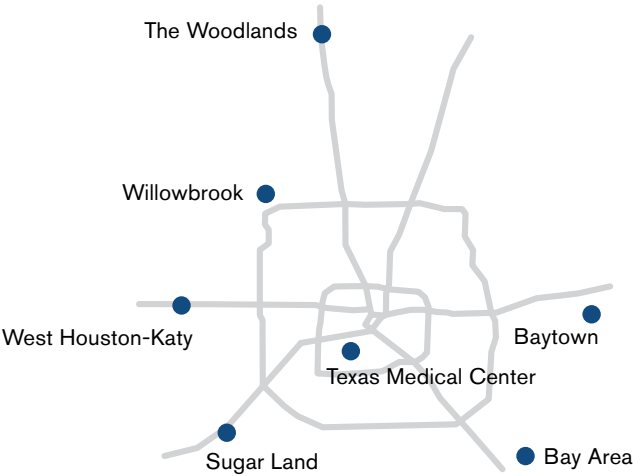 The Woodlands
Willowbrook
West Houston-Katy
Baytown
Texas Medical Center
Sugar Land
Bay Area